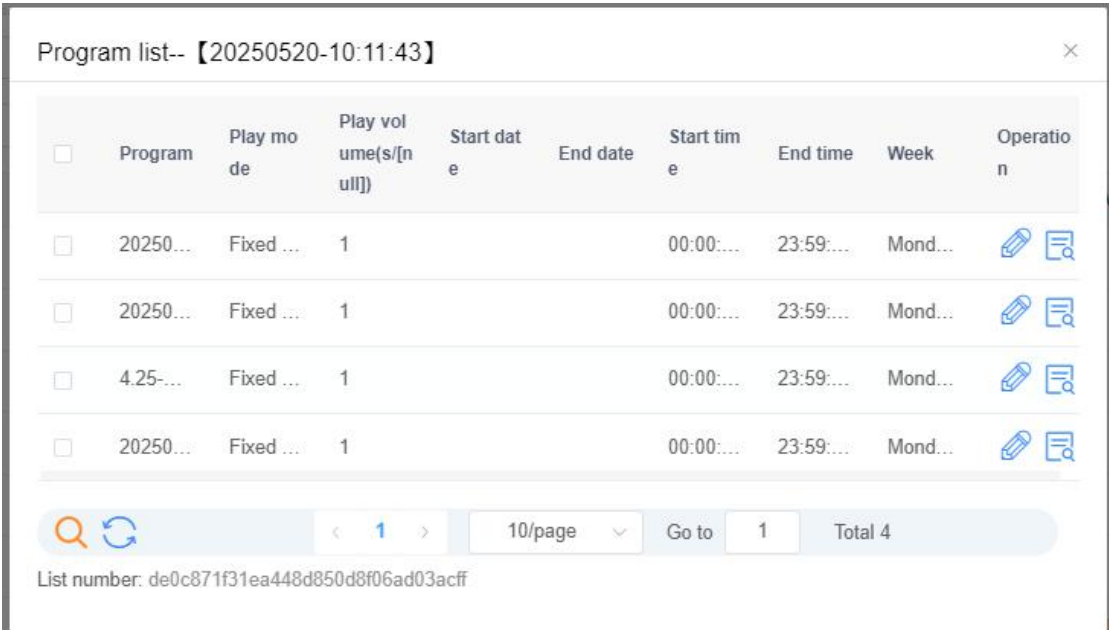 Program list--【20250520-10:11:43】
Program Play mo de Play vol ume(s/[n ull]) Start dat e End date Start tim e End time Week Operatio n
20250... Fixed ... 1 00:00:... 23:59:... Mond...
20250... Fixed ... 1 00:00:... 23:59:... Mond...
4.25-... Fixed ... 1 00:00:... 23:59:... Mond...
20250... Fixed ... 1 00:00:... 23:59:... Mond...
1 10/page Go to 1 Total 4
List number: de0c871f31ea448d850d8f06ad03acff